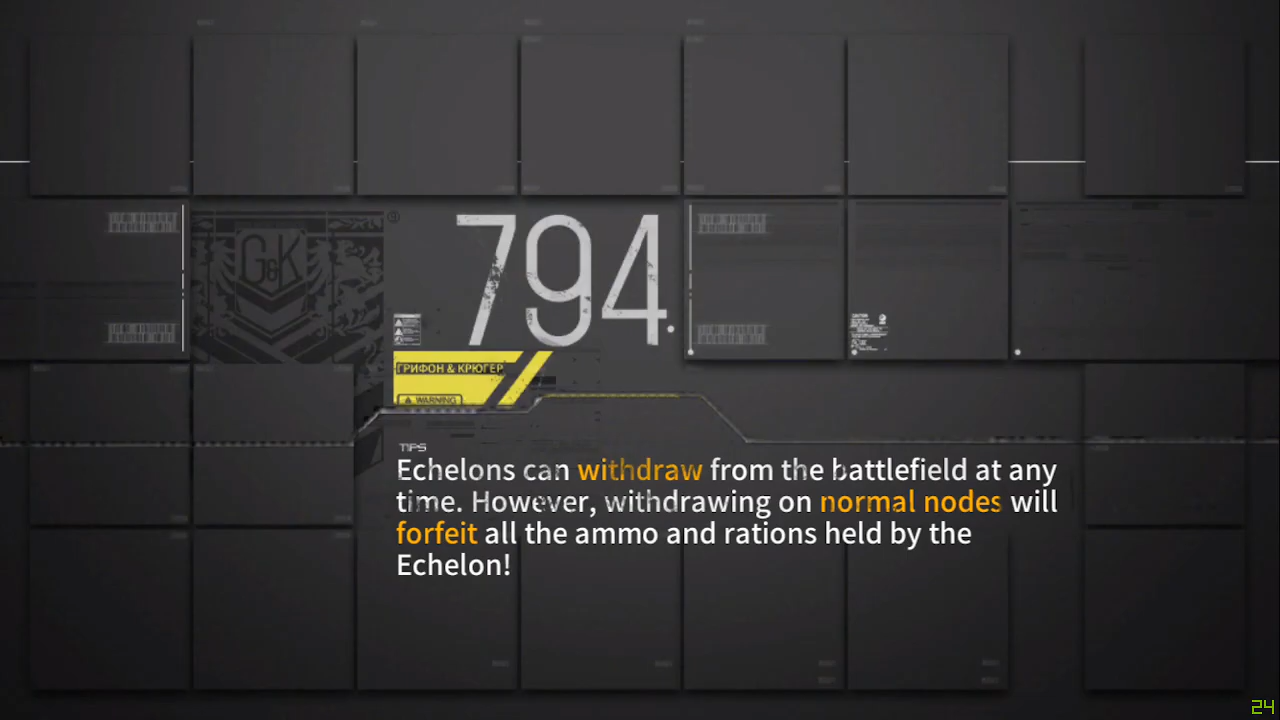 G&K
794.
ГРИФОН & КРЮГЕР
WARNING
TIPS
Echelons can withdraw from the battlefield at any
time. However, withdrawing on normal nodes will
forfeit all the ammo and rations held by the
Echelon!
24